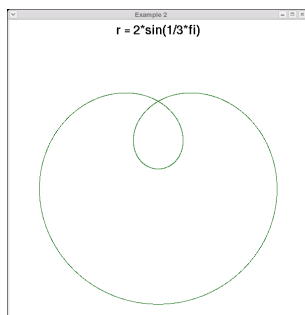 Example 2
r = 2*sin(1/3*fi)